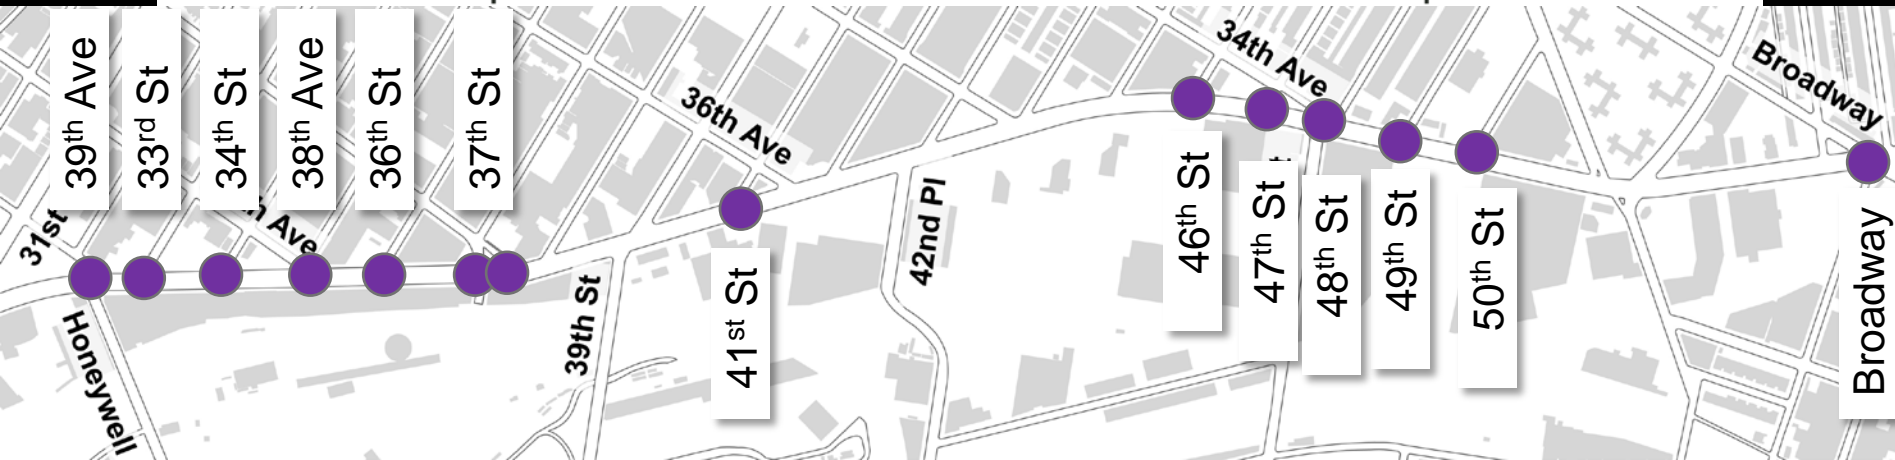 39th Ave
33rd St
34th St
38th Ave
36th St
37th St
36th Ave
34th Ave
Broadway
31st
Ave
Honeywell
39th St
41st St
42nd Pl
46th St
47th St
48th St
49th St
50th St
Broadway